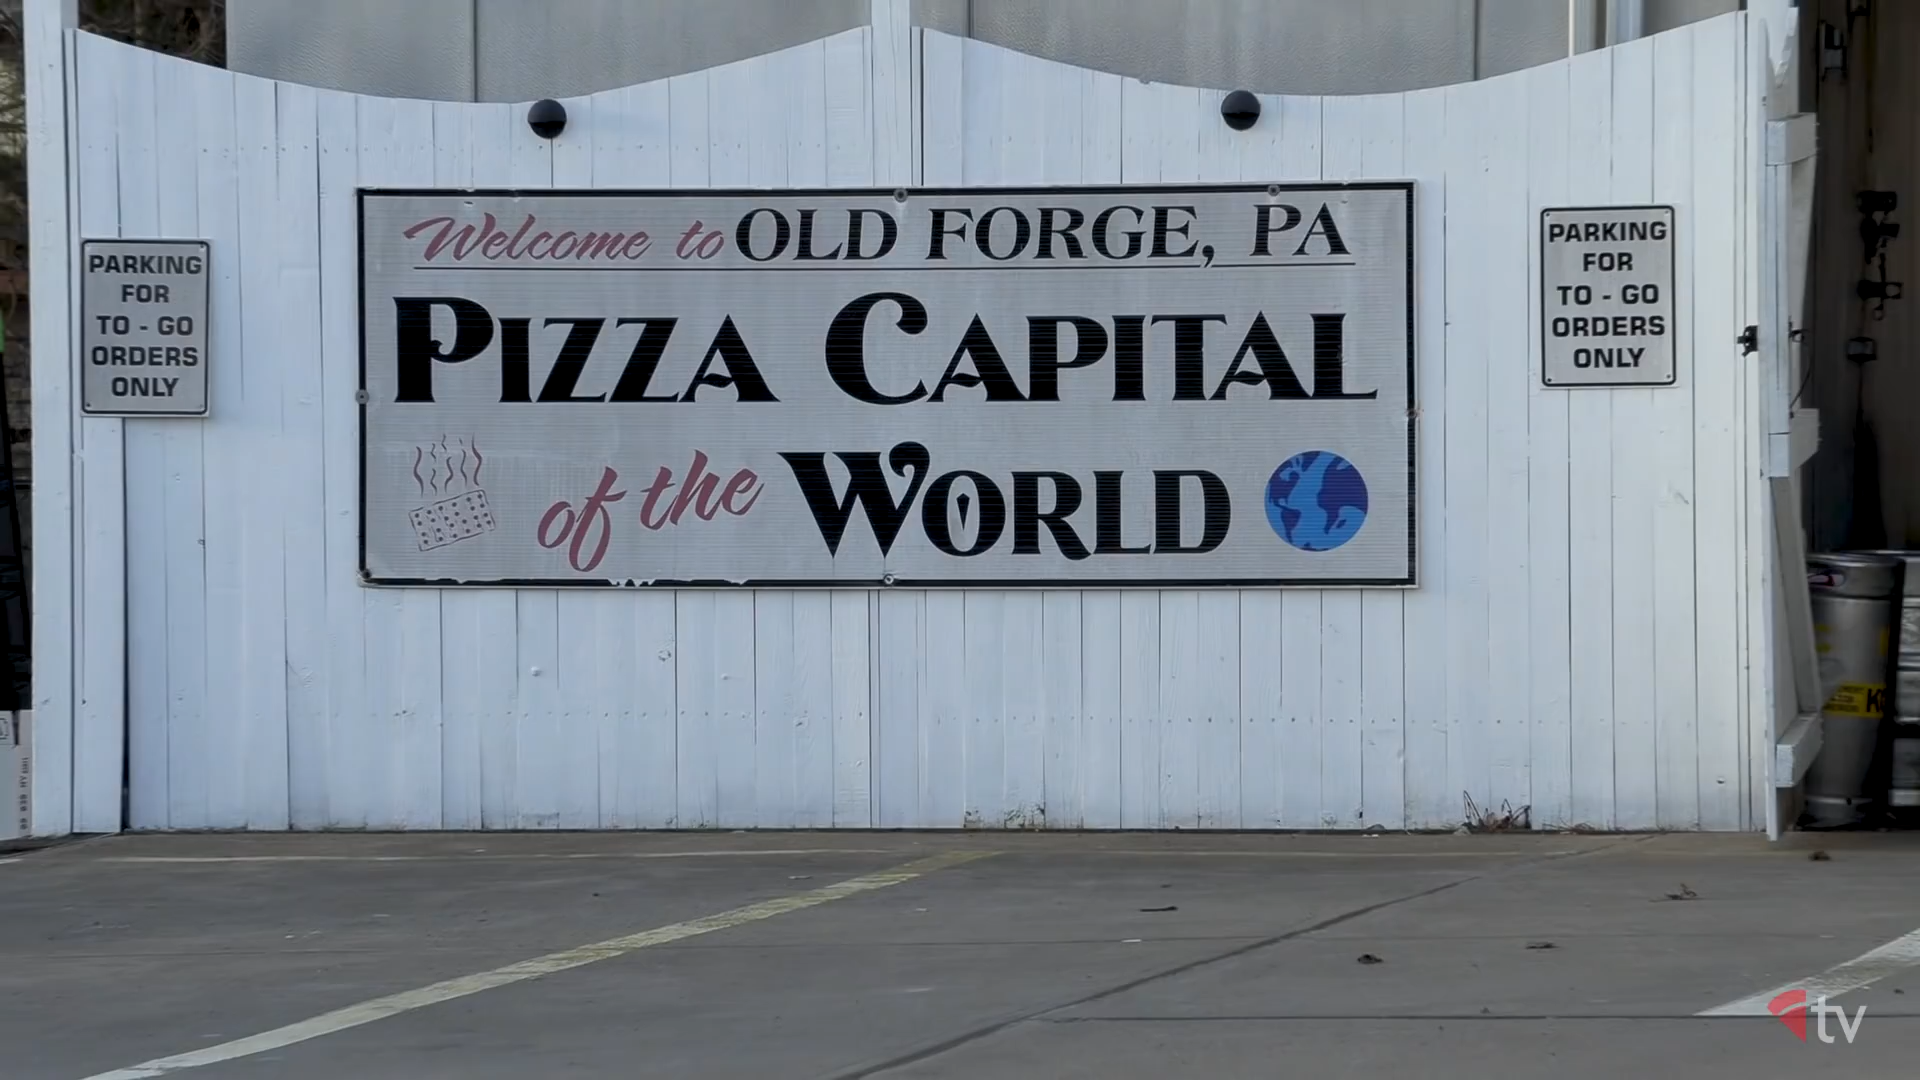 Welcome to OLD FORGE, PA
PIZZA CAPITAL
of the WORLD
PARKING
FOR
TO - GO
ORDERS
ONLY
PARKING
FOR
TO - GO
ORDERS
ONLY
tv